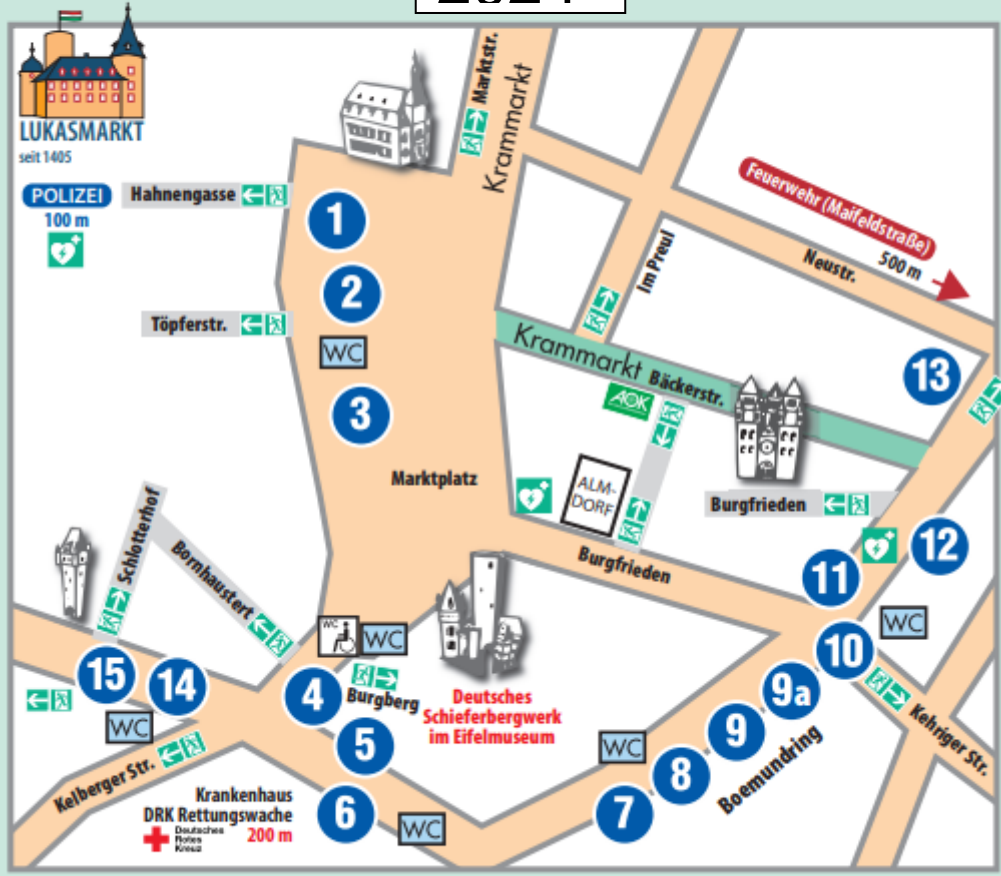 LUKASMARKT
seit 1405
POLIZEI
100 m
Hahnengasse
Marktstr.
Krammarkt
1
2
Töpferstr.
WC
3
Marktplatz
Feuerwehr (Maifeldstraße)
500 m
Neustr.
Im Preul
Krammarkt
Bäckerstr.
AOK
13
ALM-
DORF
Burgfrieden
12
11
Burgfrieden
WC
10
Schlotterhof
Bornhaustert
WC
WC
15
14
WC
4
Burgberg
Deutsches
Schieferbergwerk
im Eifelmuseum
5
9a
9
Kehriger Str.
WC
8
Boemundring
7
Kelberger Str.
Krankenhaus
DRK Rettungswache
Deutsches
Rotes
Kreuz
200 m
6
WC